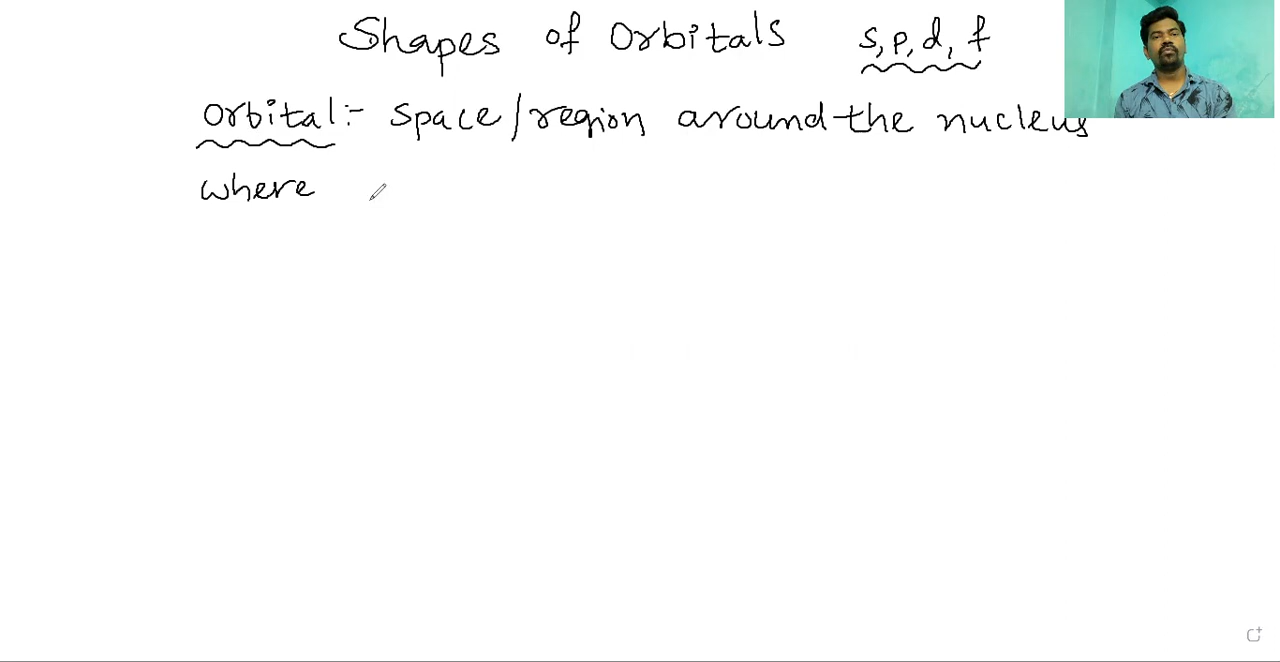 Shapes of Orbitals s, p, d, f
Orbital :- space/region around the nucleus
where